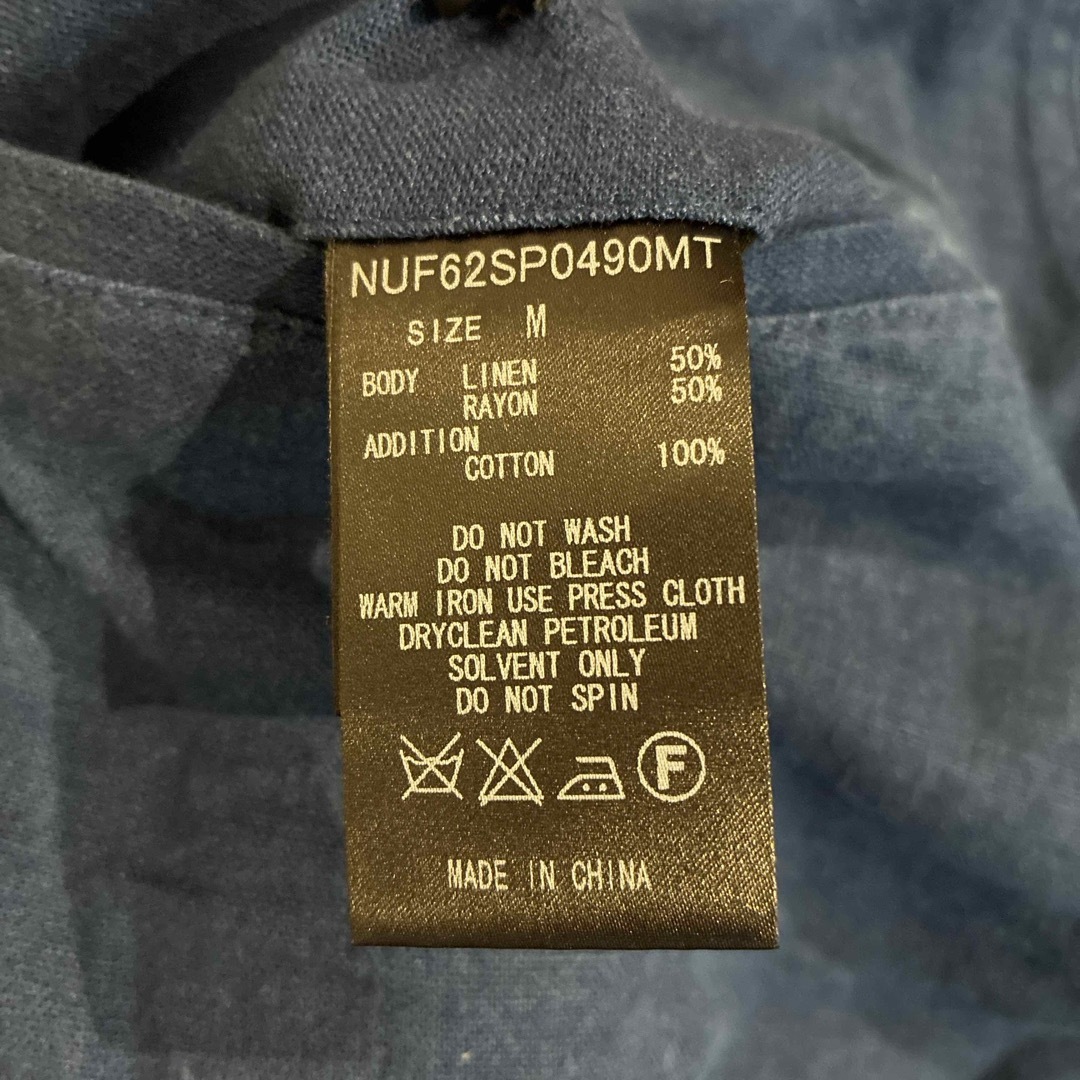 NUF62SP0490MT
SIZE M
BODY LINEN 50%
RAYON 50%
ADDITION
COTTON 100%
DO NOT WASH
DO NOT BLEACH
WARM IRON USE PRESS CLOTH
DRYCLEAN PETROLEUM
SOLVENT ONLY
DO NOT SPIN
F
MADE IN CHINA